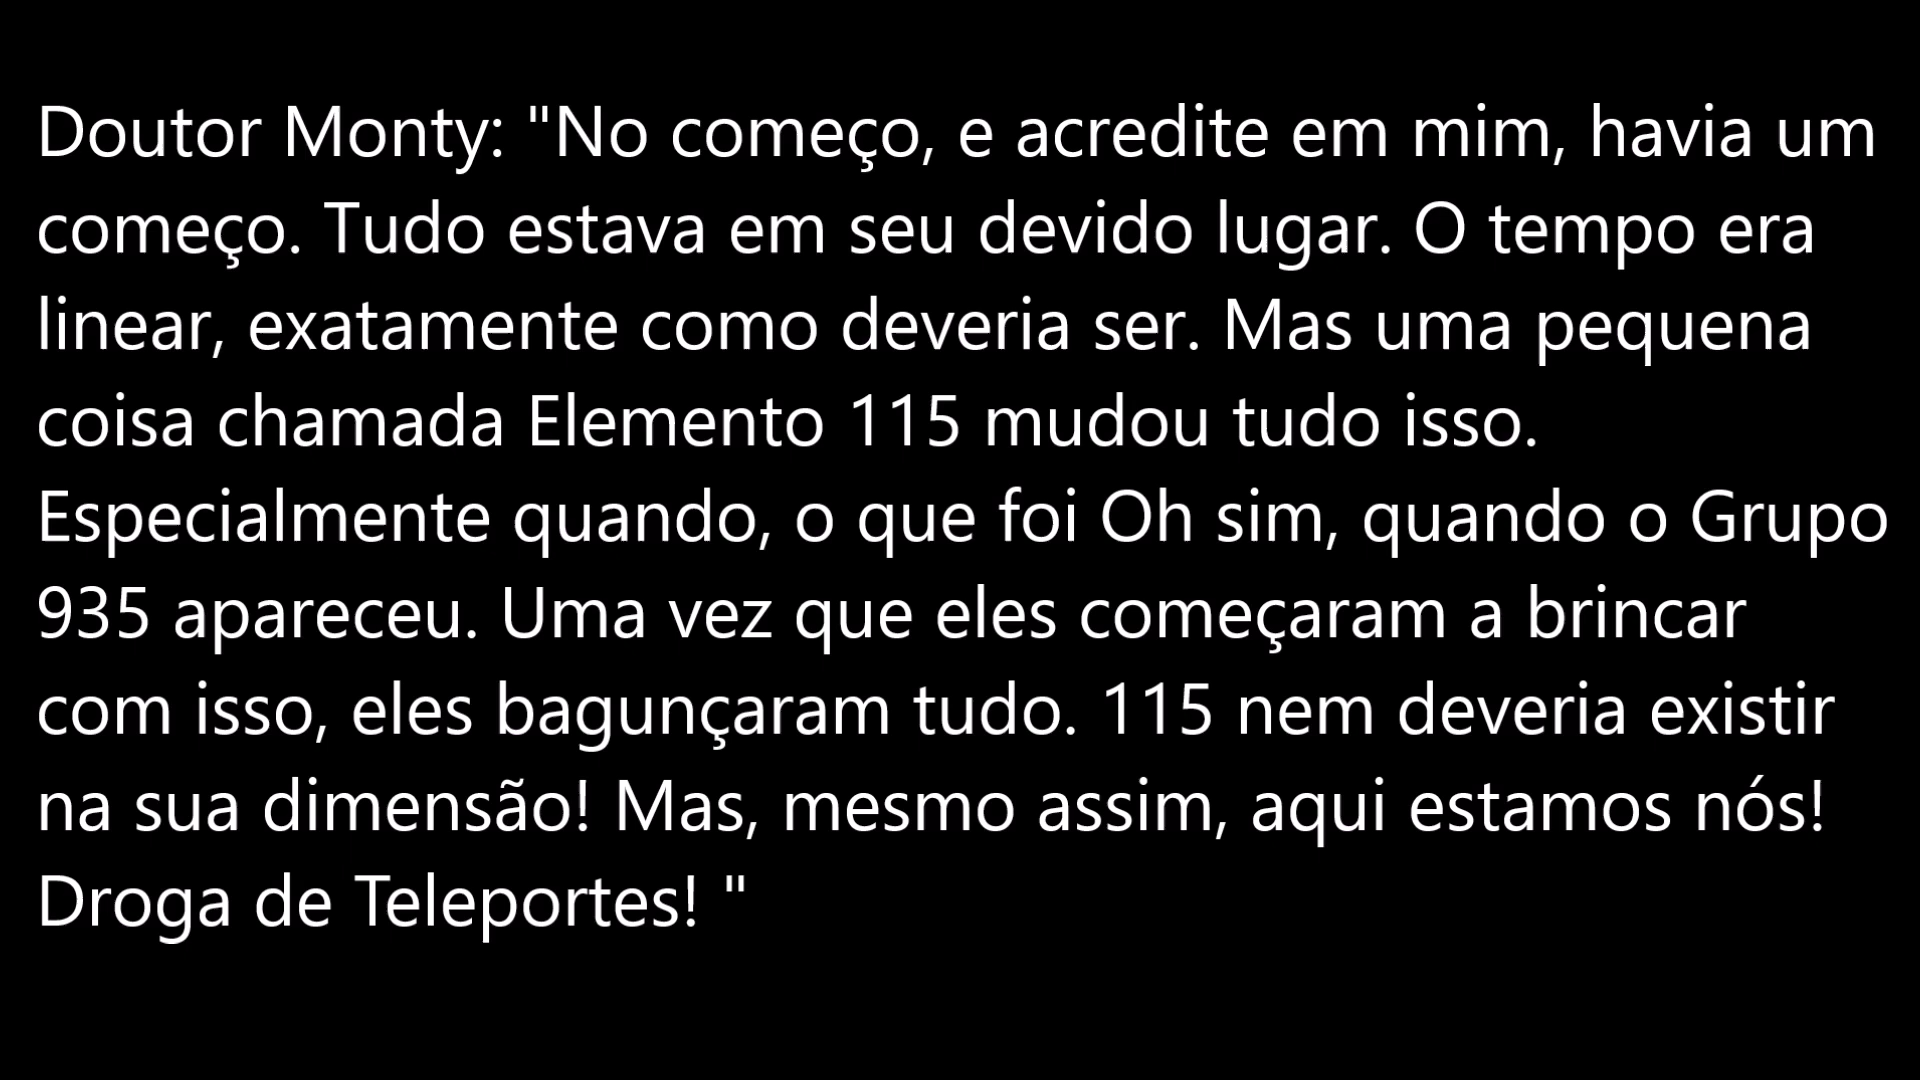 Doutor Monty: "No começo, e acredite em mim, havia um
começo. Tudo estava em seu devido lugar. O tempo era
linear, exatamente como deveria ser. Mas uma pequena
coisa chamada Elemento 115 mudou tudo isso.
Especialmente quando, o que foi Oh sim, quando o Grupo
935 apareceu. Uma vez que eles começaram a brincar
com isso, eles bagunçaram tudo. 115 nem deveria existir
na sua dimensão! Mas, mesmo assim, aqui estamos nós!
Droga de Teleportes! "